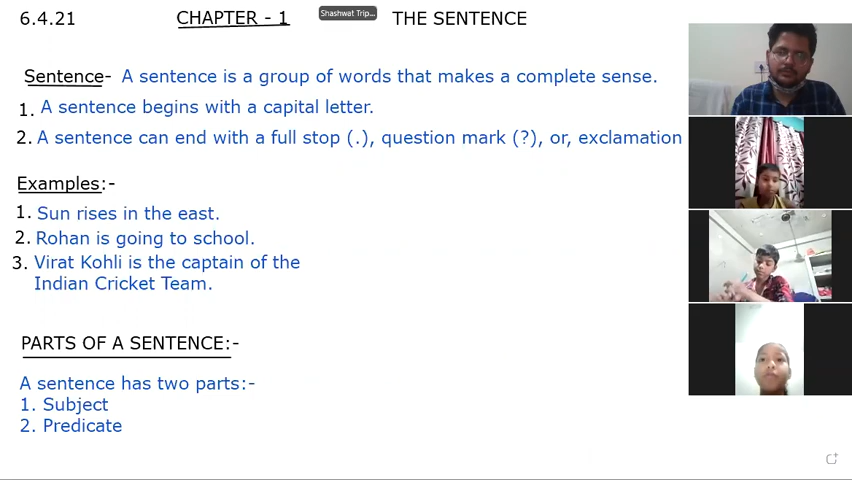 6.4.21 CHAPTER - 1 Shashwat Trip... THE SENTENCE
Sentence- A sentence is a group of words that makes a complete sense.
1. A sentence begins with a capital letter.
2. A sentence can end with a full stop (.), question mark (?), or, exclamation
Examples:-
1. Sun rises in the east.
2. Rohan is going to school.
3. Virat Kohli is the captain of the
Indian Cricket Team.
PARTS OF A SENTENCE:-
A sentence has two parts:-
1. Subject
2. Predicate